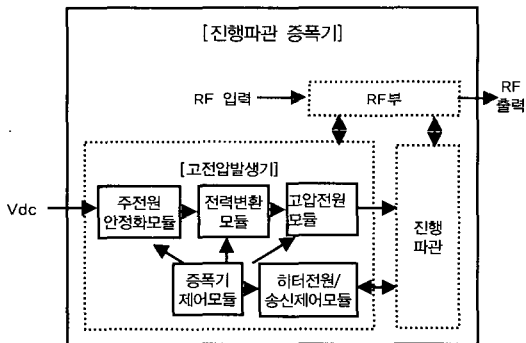 [진행파관 증폭기]
RF 입력
RF부
RF
출력
[고전압발생기]
Vdc
주전원
안정화모듈
전력변환
모듈
고압전원
모듈
진행
파관
증폭기
제어모듈
히터전원/
송신제어모듈